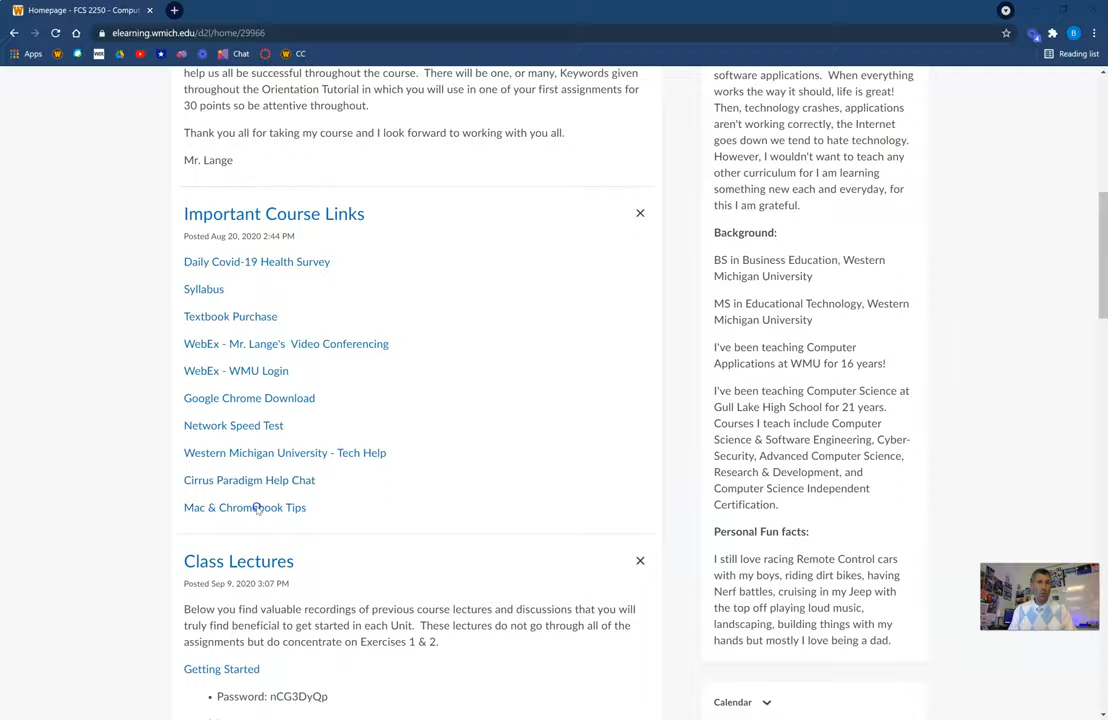 Homepage - FCS 2250 - Comput
elearning.wmich.edu/d2l/home/29966
B
Apps
Chat
CC
Reading list
help us all be successful throughout the course. There will be one, or many, Keywords given
throughout the Orientation Tutorial in which you will use in one of your first assignments for
30 points so be attentive throughout.
Thank you all for taking my course and I look forward to working with you all.
Mr. Lange
Important Course Links
Posted Aug 20, 2020 2:44 PM
Daily Covid-19 Health Survey
Syllabus
Textbook Purchase
WebEx - Mr. Lange's Video Conferencing
WebEx - WMU Login
Google Chrome Download
Network Speed Test
Western Michigan University - Tech Help
Cirrus Paradigm Help Chat
Mac & Chromebook Tips
Class Lectures
Posted Sep 9, 2020 3:07 PM
Below you find valuable recordings of previous course lectures and discussions that you will
truly find beneficial to get started in each Unit. These lectures do not go through all of the
assignments but do concentrate on Exercises 1 & 2.
Getting Started
• Password: nCG3DyQp
software applications. When everything
works the way it should, life is great!
Then, technology crashes, applications
aren't working correctly, the Internet
goes down we tend to hate technology.
However, I wouldn't want to teach any
other curriculum for I am learning
something new each and everyday, for
this I am grateful.
Background:
BS in Business Education, Western
Michigan University
MS in Educational Technology, Western
Michigan University
I've been teaching Computer
Applications at WMU for 16 years!
I've been teaching Computer Science at
Gull Lake High School for 21 years.
Courses I teach include Computer
Science & Software Engineering, Cyber-
Security, Advanced Computer Science,
Research & Development, and
Computer Science Independent
Certification.
Personal Fun facts:
I still love racing Remote Control cars
with my boys, riding dirt bikes, having
Nerf battles, cruising in my Jeep with
the top off playing loud music,
landscaping, building things with my
hands but mostly I love being a dad.
Calendar